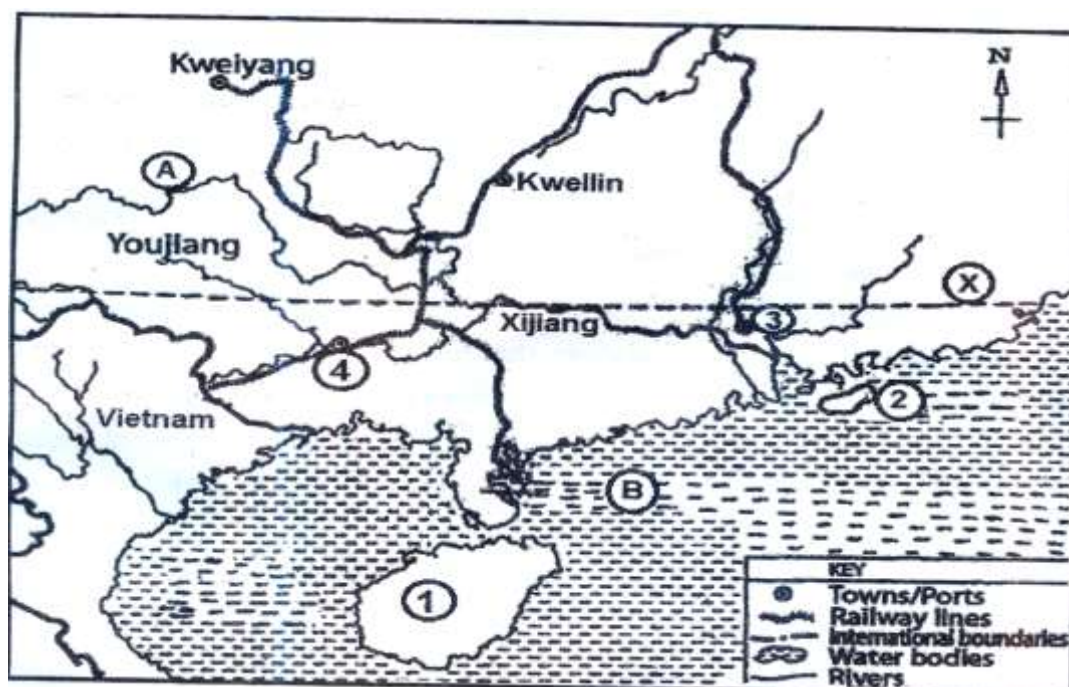 N
Kweiyang
A
Kwellin
Youjiang
X
Xijiang
3
4
2
Vietnam
B
1
KEY
Towns/Ports
Railway lines
International boundaries
Water bodies
Rivers